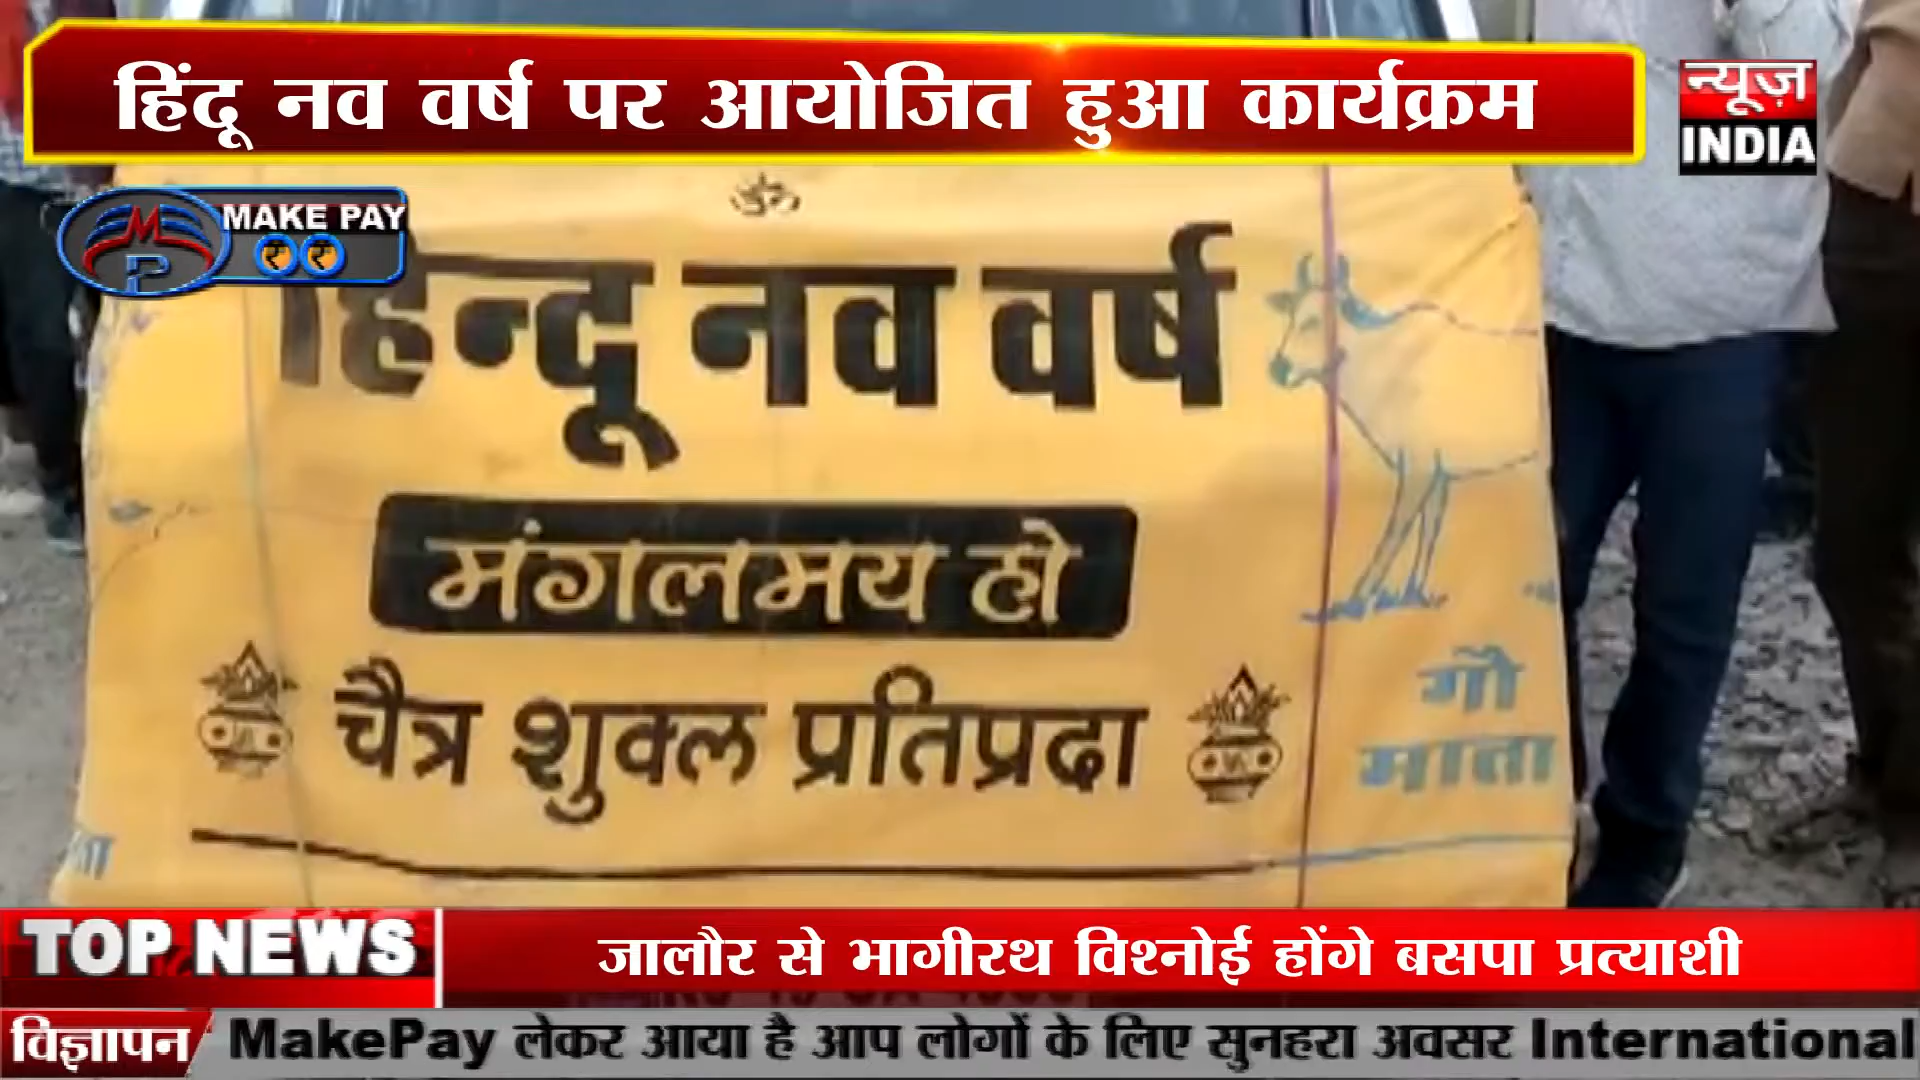 हिंदू नव वर्ष पर आयोजित हुआ कार्यक्रम
न्यूज़
INDIA
MAKE PAY
ॐ
हिन्दू नव वर्ष
मंगलमय हो
चैत्र शुक्ल प्रतिप्रदा
गौ
माता
TOP NEWS
जालौर से भागीरथ विश्नोई होंगे बसपा प्रत्याशी
विज्ञापन
MakePay लेकर आया है आप लोगों के लिए सुनहरा अवसर International